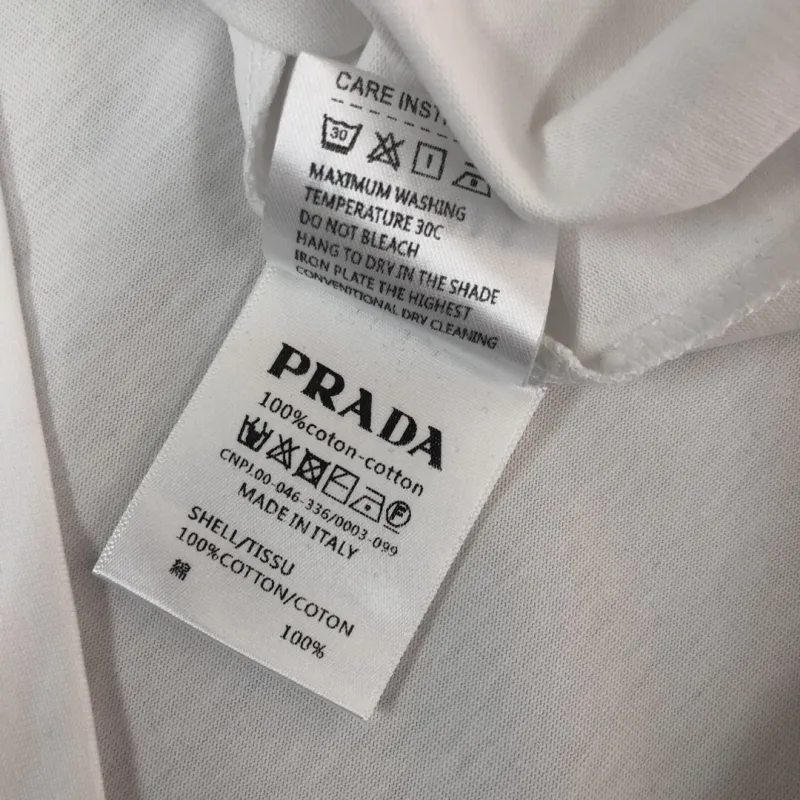 CARE INST
30
MAXIMUM WASHING
TEMPERATURE 30C
DO NOT BLEACH
HANG TO DRY IN THE SHADE
IRON PLATE THE HIGHEST
CONVENTIONAL DRY CLEANING
PRADA
100%coton-cotton
F
CNPJ.00-046-336/0003-099
MADE IN ITALY
SHELL/TISSU
100%COTTON/COTON
綿
100%